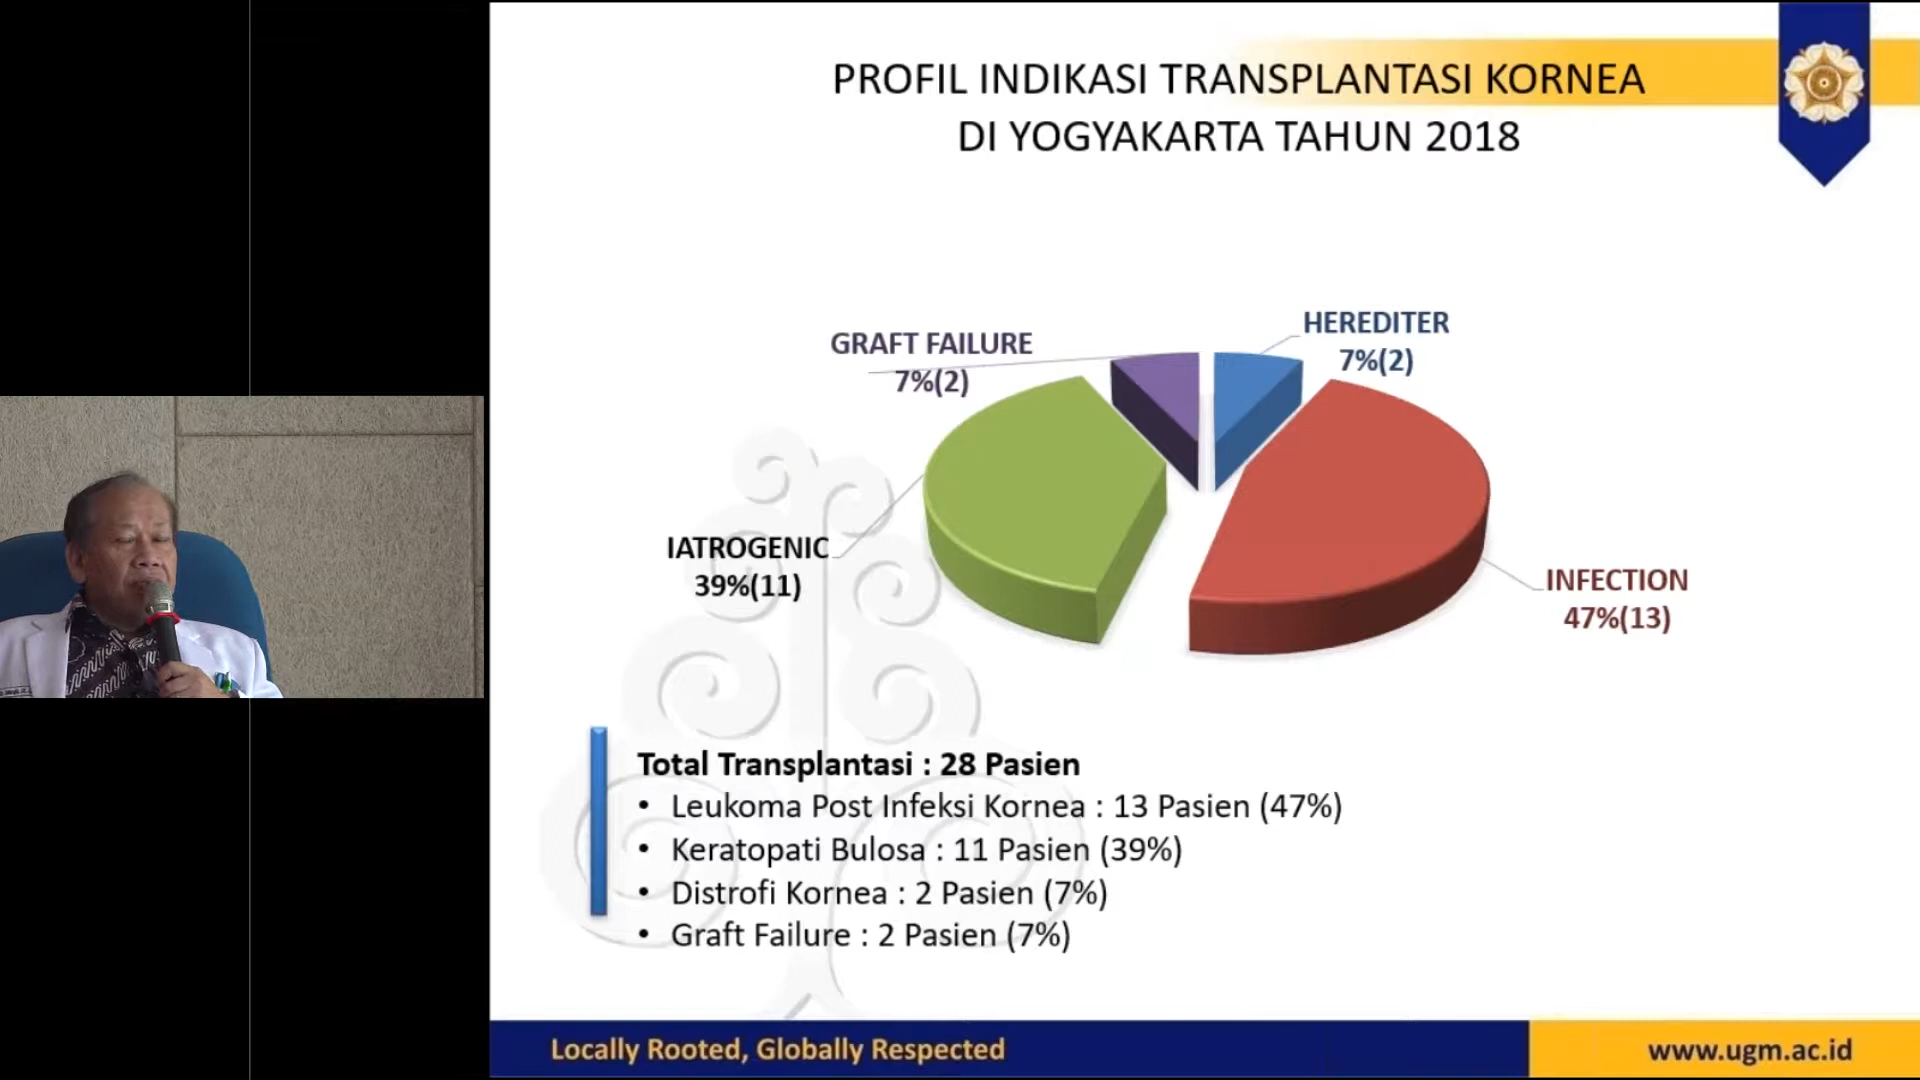 PROFIL INDIKASI TRANSPLANTASI KORNEA
DI YOGYAKARTA TAHUN 2018
GRAFT FAILURE
7%(2)
HEREDITER
7%(2)
IATROGENIC
39%(11)
INFECTION
47%(13)
Total Transplantasi : 28 Pasien
• Leukoma Post Infeksi Kornea : 13 Pasien (47%)
• Keratopati Bulosa : 11 Pasien (39%)
• Distrofi Kornea : 2 Pasien (7%)
• Graft Failure : 2 Pasien (7%)
Locally Rooted, Globally Respected
www.ugm.ac.id